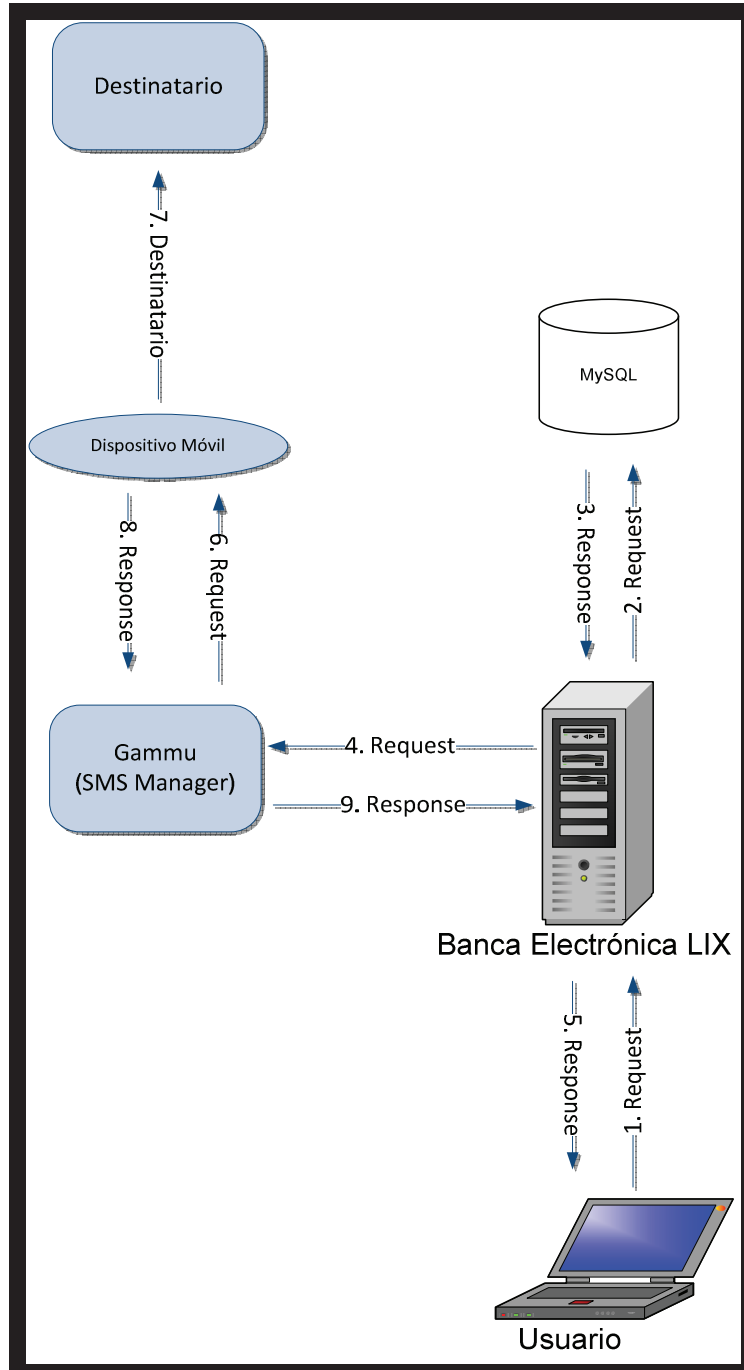 Destinatario
7. Destinatario
MySQL
Dispositivo Móvil
8. Response
6. Request
3. Response
2. Request
Gammu
(SMS Manager)
4. Request
9. Response
Banca Electrónica LIX
5. Response
1. Request
Usuario